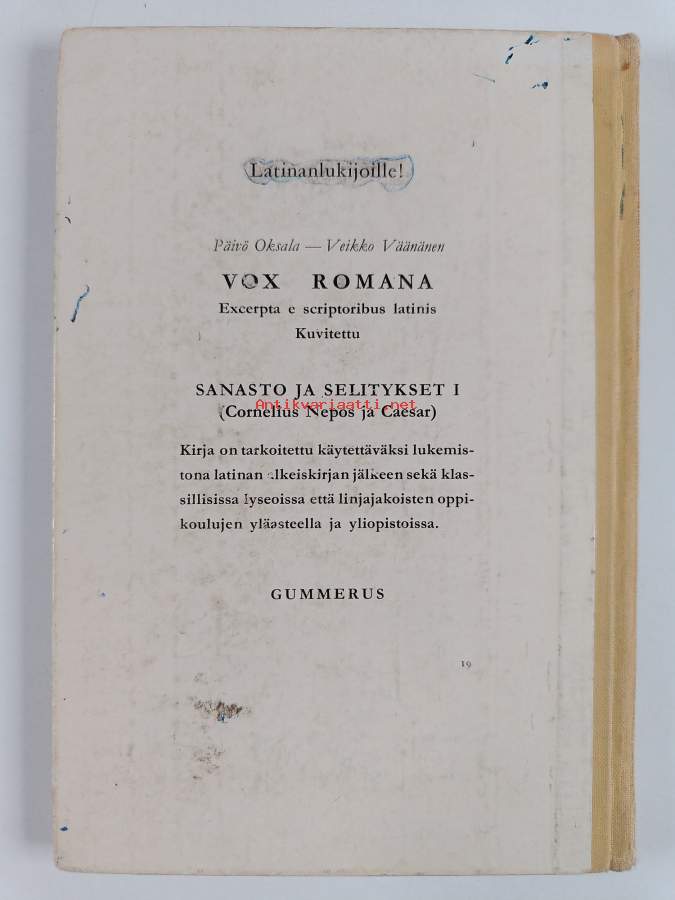 Latinanlukijoille!
Päivö Oksala — Veikko Väänänen
VOX ROMANA
Excerpta e scriptoribus latinis
Kuvitettu
SANASTO JA SELITYKSET I
Antikvariaatti.net
(Cornelius Nepos ja Caesar)
Kirja on tarkoitettu käytettäväksi lukemis-
tona latinan alkeiskirjan jälkeen sekä klas-
sillisissa lyseoissa että linjajakoisten oppi-
koulujen yläasteella ja yliopistoissa.
GUMMERUS
19